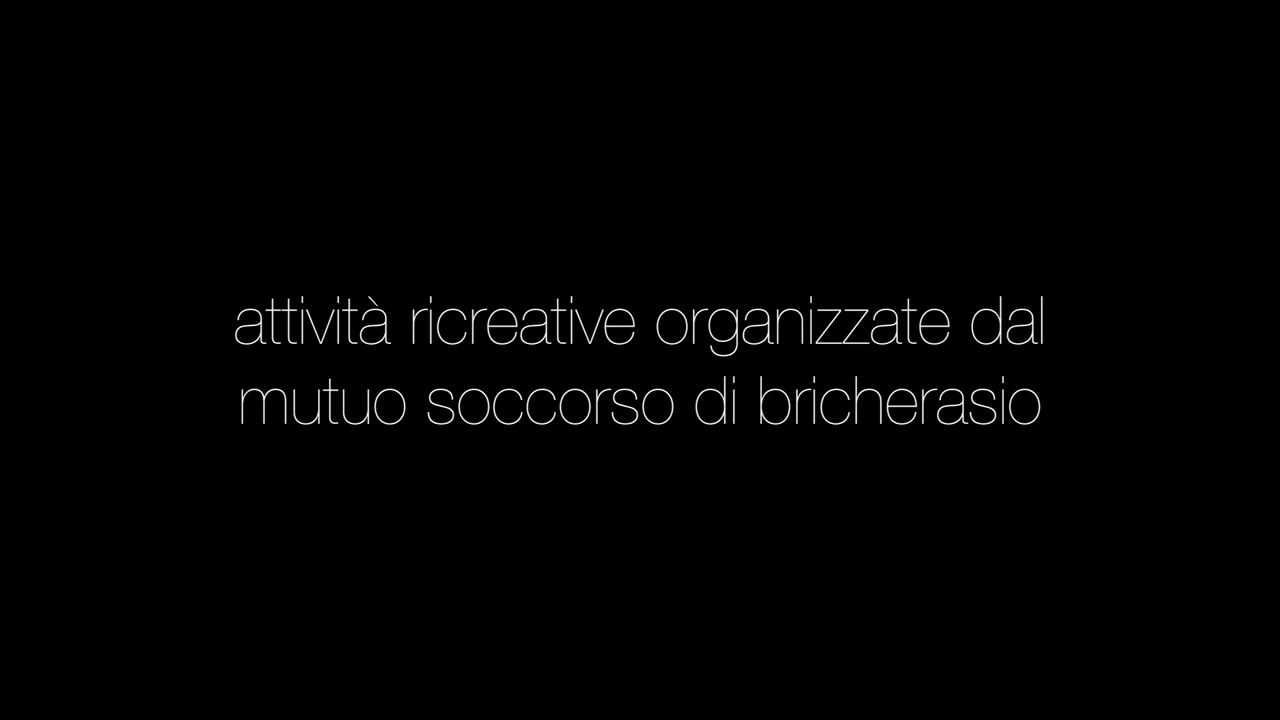 attività ricreative organizzate dal
mutuo soccorso di bricherasio